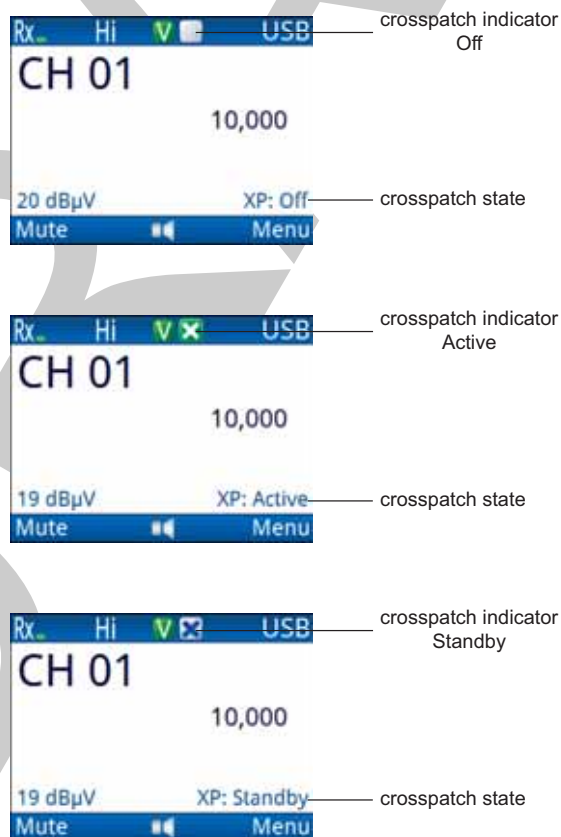 crosspatch indicator
Off
Rx Hi V USB
CH 01
10,000
20 dBµV XP: Off crosspatch state
Mute Menu
crosspatch indicator
Active
Rx Hi V USB
CH 01
10,000
19 dBµV XP: Active crosspatch state
Mute Menu
crosspatch indicator
Standby
Rx Hi V USB
CH 01
10,000
19 dBµV XP: Standby crosspatch state
Mute Menu